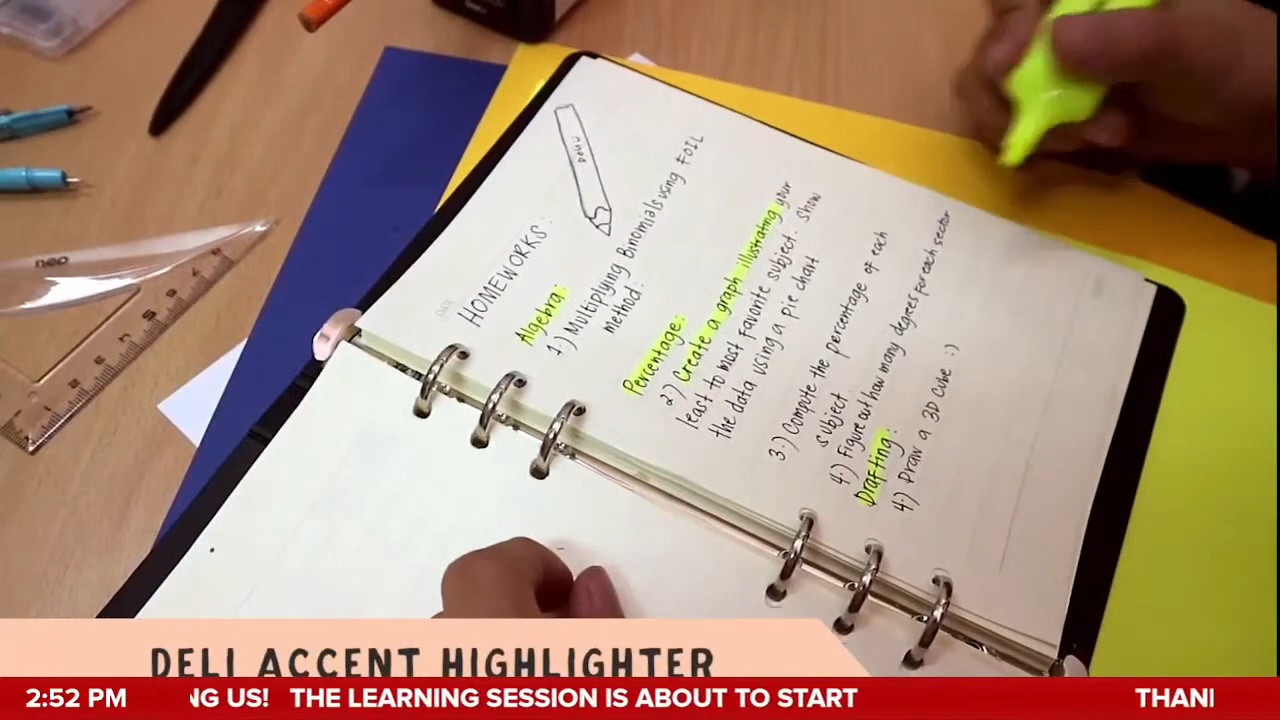 HOMEWORKS:
Algebra:
1.) Multiplying Binomials using FOIL
method:
Percentage:
2.) Create a graph illustrating your
least to most favorite subject. Show
the data using a pie chart
3.) Compute the percentage of each
subject
4.) Figure out how many degrees for each sector
Drafting:
4.) Draw a 3D Cube :)
neo
DELI ACCENT HIGHLIGHTER
2:52 PM NG US! THE LEARNING SESSION IS ABOUT TO START THAN